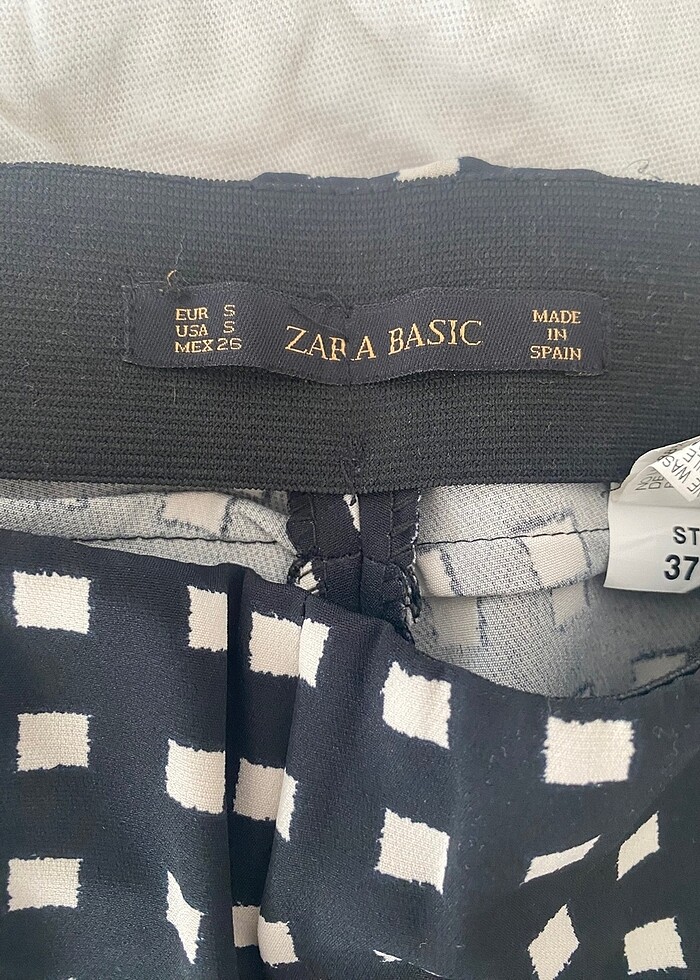 EUR S
USA S
MEX 26
ZARA BASIC
MADE
IN
SPAIN
ST
37